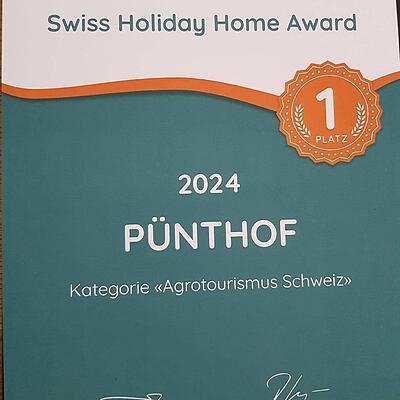 Swiss Holiday Home Award
1
PLATZ
2024
PÜNTHOF
Kategorie «Agrotourismus Schweiz»